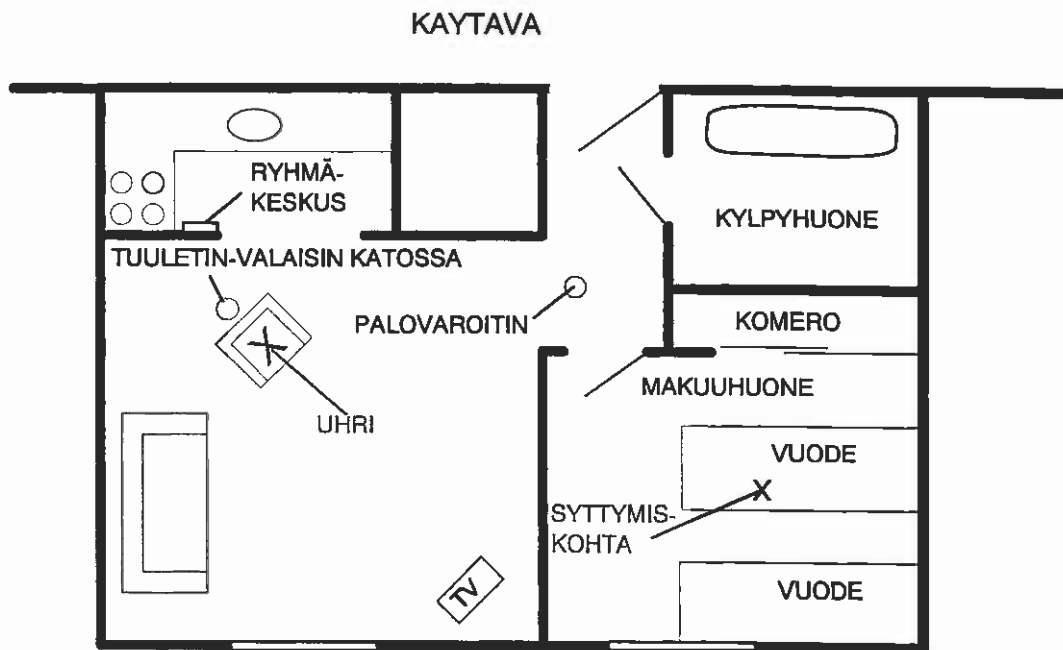 KAYTAVA
RYHMÄ-
KESKUS
KYLPYHUONE
TUULETIN-VALAISIN KATOSSA
PALOVAROITIN
KOMERO
MAKUUHUONE
UHRI
VUODE
X
SYTTYMIS-
KOHTA
TV
VUODE